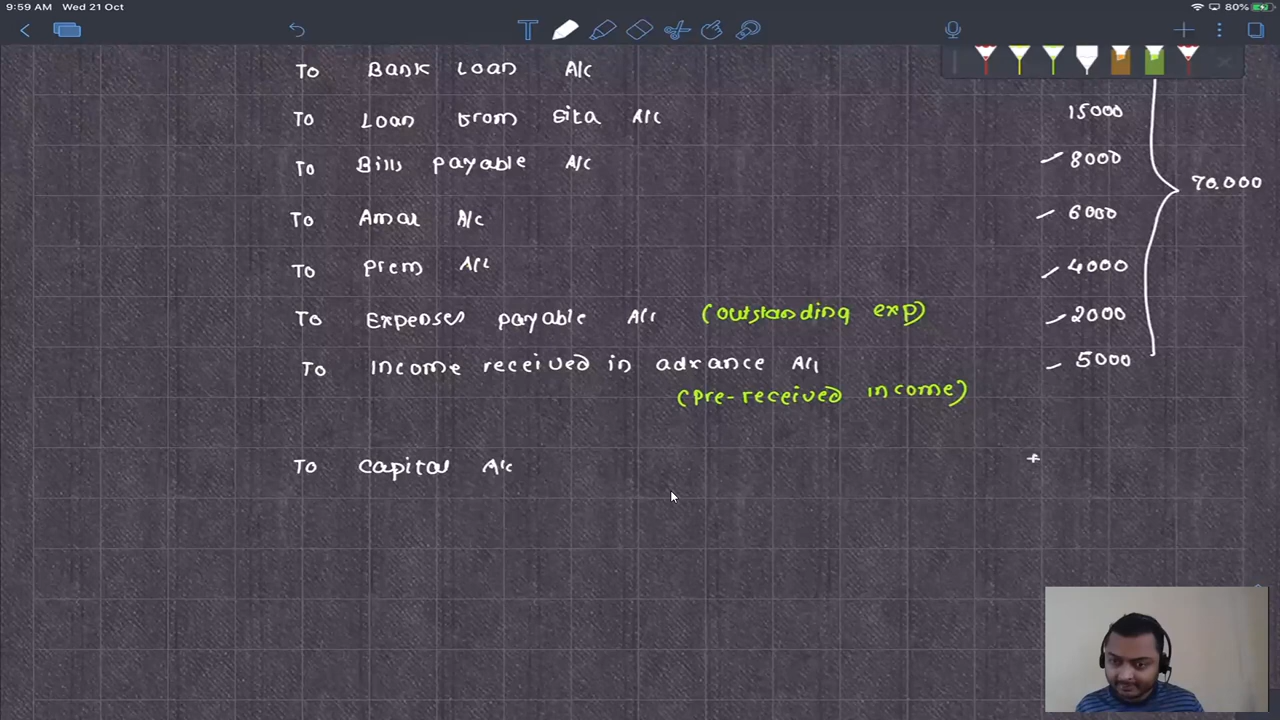 9:59 AM Wed 21 Oct 80%
To Bank Loan A/c
To Loan from Sita A/c 15000
To Bills payable A/c 8000
70.000
To Amar A/c 6000
To Prem A/c 4000
To Expenses payable A/c (outstanding exp) 2000
To Income received in advance A/c 5000
(Pre-received income)
To Capital A/c *